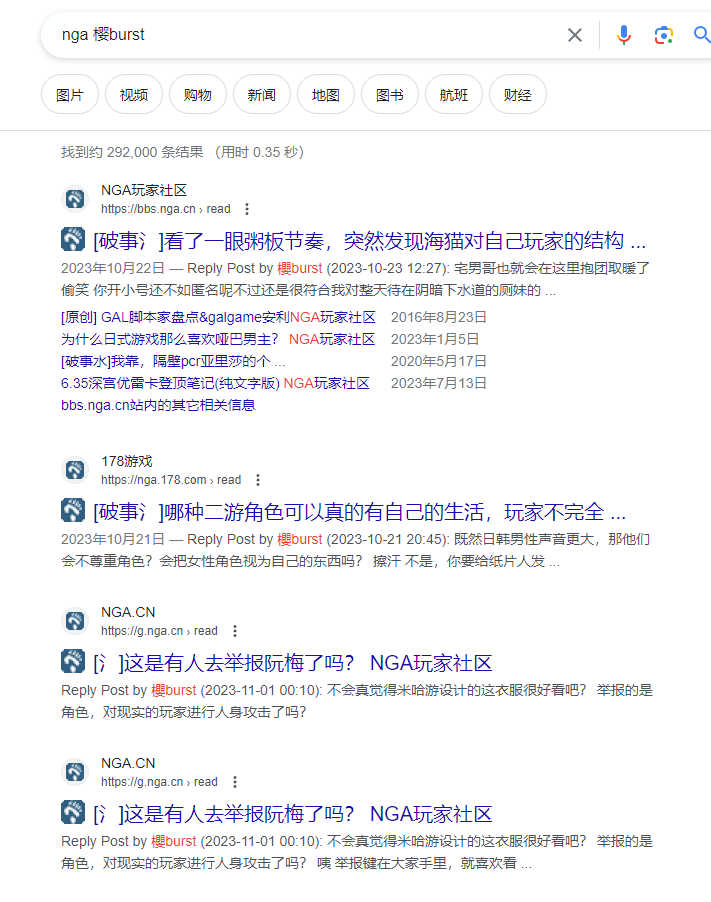 nga 樱burst
图片 视频 购物 新闻 地图 图书 航班 财经
找到约 292,000 条结果 （用时 0.35 秒）
NGA玩家社区
https://bbs.nga.cn › read
[破事氵]看了一眼粥板节奏，突然发现海猫对自己玩家的结构 ...
2023年10月22日 — Reply Post by 樱burst (2023-10-23 12:27): 宅男哥也就会在这里抱团取暖了
偷笑 你开小号还不如匿名呢不过还是很符合我对整天待在阴暗下水道的厕妹的 ...
[原创] GAL脚本家盘点&galgame安利NGA玩家社区 2016年8月23日
为什么日式游戏那么喜欢哑巴男主？ NGA玩家社区 2023年1月5日
[破事水]我靠，隔壁pcr亚里莎的个 ... 2020年5月17日
6.35深宫优雷卡登顶笔记(纯文字版) NGA玩家社区 2023年7月13日
bbs.nga.cn站内的其它相关信息
178游戏
https://nga.178.com › read
[破事氵]哪种二游角色可以真的有自己的生活，玩家不完全 ...
2023年10月21日 — Reply Post by 樱burst (2023-10-21 20:45): 既然日韩男性声音更大，那他们
会不尊重角色？会把女性角色视为自己的东西吗？ 擦汗 不是，你要给纸片人发 ...
NGA.CN
https://g.nga.cn › read
[氵]这是有人去举报阮梅了吗？ NGA玩家社区
Reply Post by 樱burst (2023-11-01 00:10): 不会真觉得米哈游设计的这衣服很好看吧？ 举报的是
角色，对现实的玩家进行人身攻击了吗？
NGA.CN
https://g.nga.cn › read
[氵]这是有人去举报阮梅了吗？ NGA玩家社区
Reply Post by 樱burst (2023-11-01 00:10): 不会真觉得米哈游设计的这衣服很好看吧？ 举报的是
角色，对现实的玩家进行人身攻击了吗？ 咦 举报键在大家手里，就喜欢看 ...